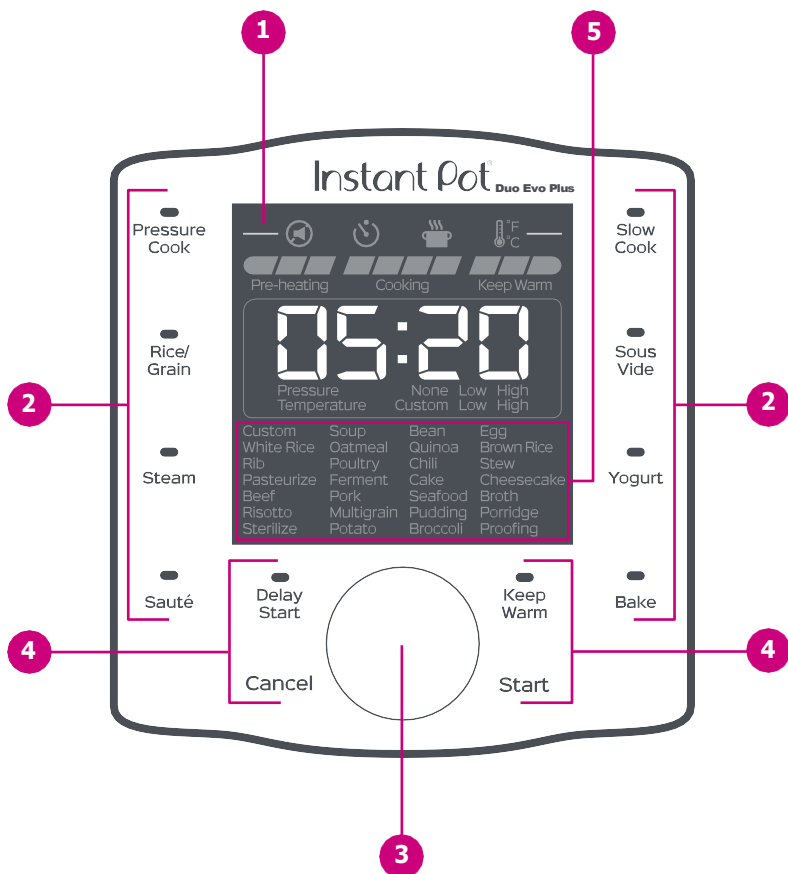 1
5
Instant Pot® Duo Evo Plus
Pressure
Cook
Slow
Cook
°F
°C
Pre-heating Cooking Keep Warm
05:20
Rice/
Grain
Sous
Vide
Pressure None Low High
Temperature Custom Low High
2
2
Custom Soup Bean Egg
White Rice Oatmeal Quinoa Brown Rice
Rib Poultry Chili Stew
Pasteurize Ferment Cake Cheesecake
Beef Pork Seafood Broth
Risotto Multigrain Pudding Porridge
Sterilize Potato Broccoli Proofing
Steam
Yogurt
Sauté
Bake
Delay
Start
Keep
Warm
4
4
Cancel
Start
3